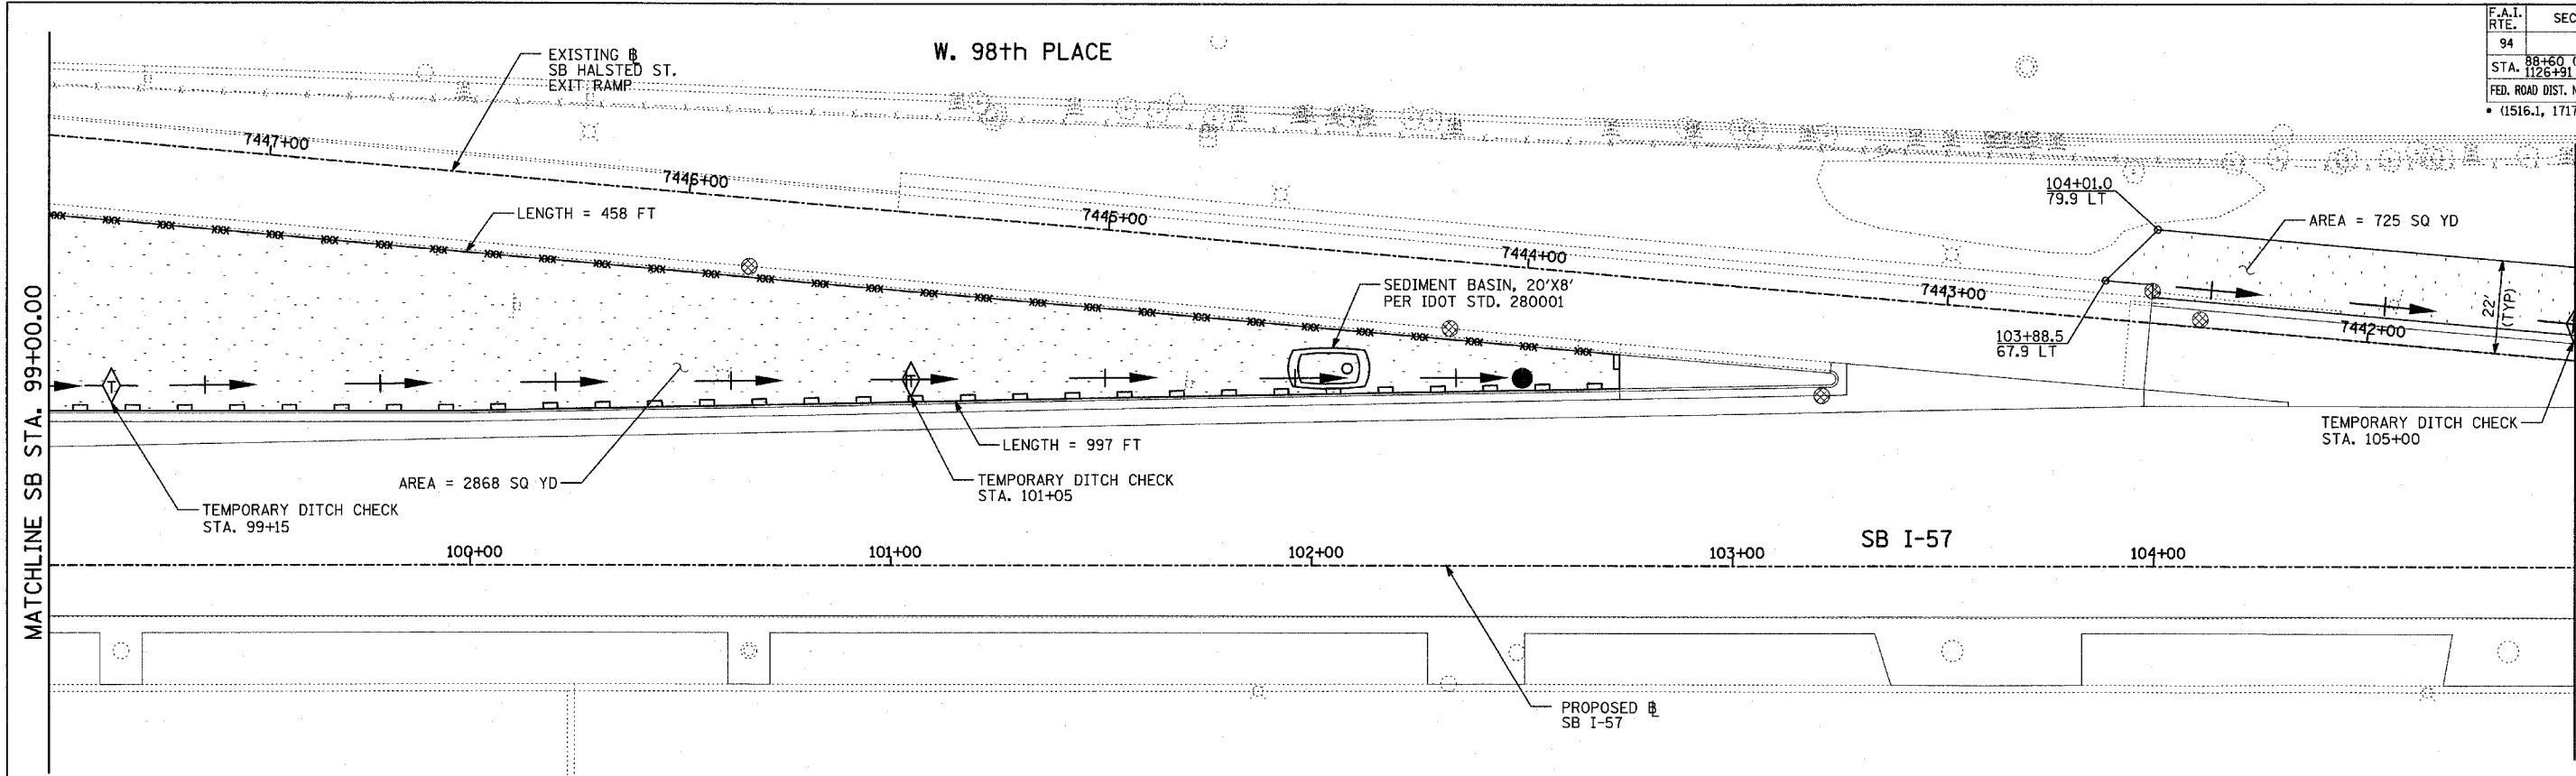 F.A.I.
RTE.
SEC
94
STA. 88+60
1126+91
FED. ROAD DIST. N
* (1516.1, 1717
W. 98th PLACE
EXISTING ⅊
SB HALSTED ST.
EXIT RAMP
7447+00
7446+00
7445+00
7444+00
7443+00
7442+00
LENGTH = 458 FT
104+01.0
79.9 LT
AREA = 725 SQ YD
SEDIMENT BASIN, 20'X8'
PER IDOT STD. 280001
22'
(TYP)
103+88.5
67.9 LT
MATCHLINE SB STA. 99+00.00
T
T
LENGTH = 997 FT
TEMPORARY DITCH CHECK
STA. 105+00
AREA = 2868 SQ YD
TEMPORARY DITCH CHECK
STA. 101+05
TEMPORARY DITCH CHECK
STA. 99+15
SB I-57
100+00
101+00
102+00
103+00
104+00
PROPOSED ⅊
SB I-57